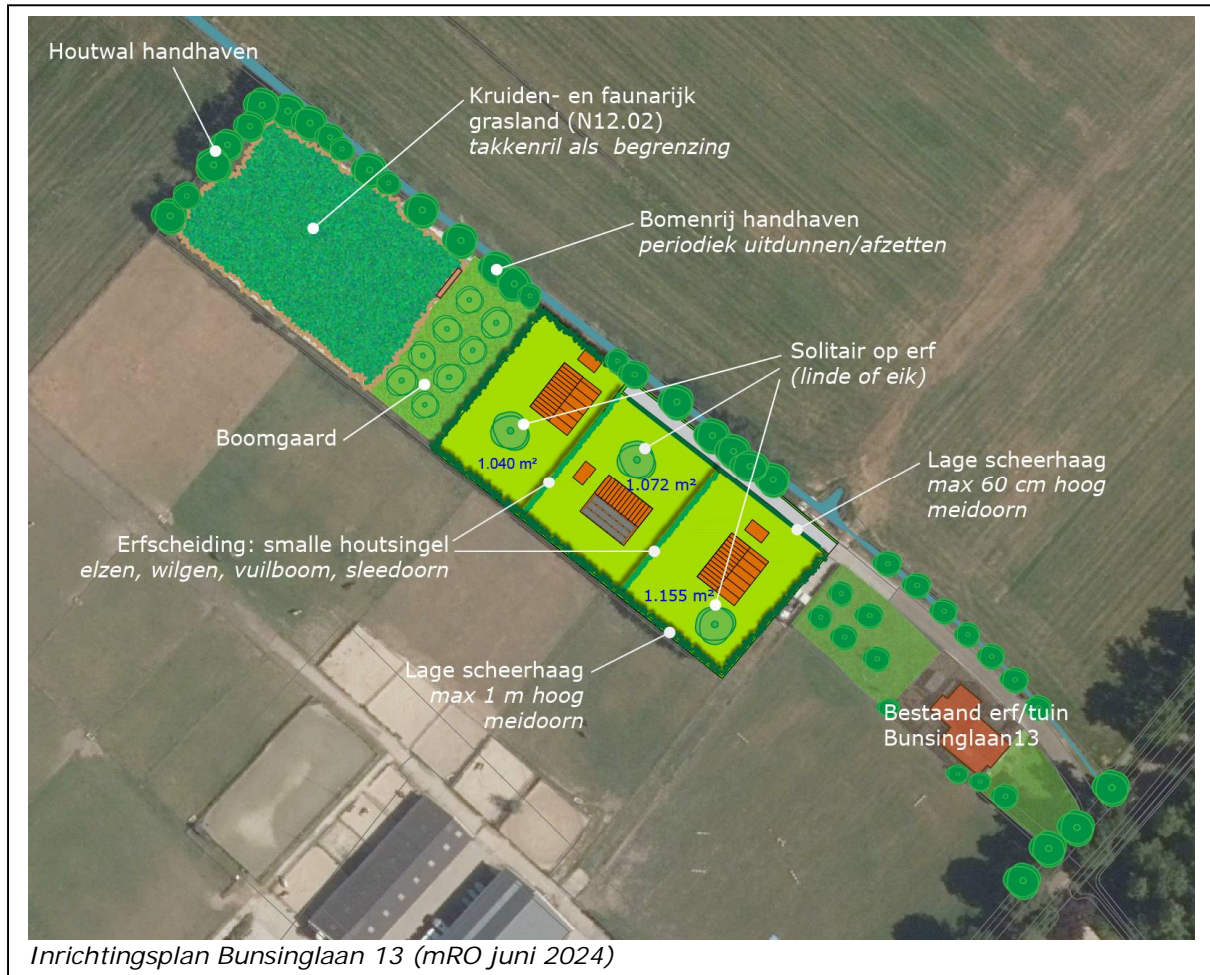 Houtwal handhaven
Kruiden- en faunarijk
grasland (N12.02)
takkenril als begrenzing
Bomenrij handhaven
periodiek uitdunnen/afzetten
Solitair op erf
(linde of eik)
Boomgaard
1.040 m²
1.072 m²
Lage scheerhaag
max 60 cm hoog
meidoorn
Erfscheiding: smalle houtsingel
elzen, wilgen, vuilboom, sleedoorn
1.155 m²
Lage scheerhaag
max 1 m hoog
meidoorn
Bestaand erf/tuin
Bunsinglaan13
Inrichtingsplan Bunsinglaan 13 (mRO juni 2024)